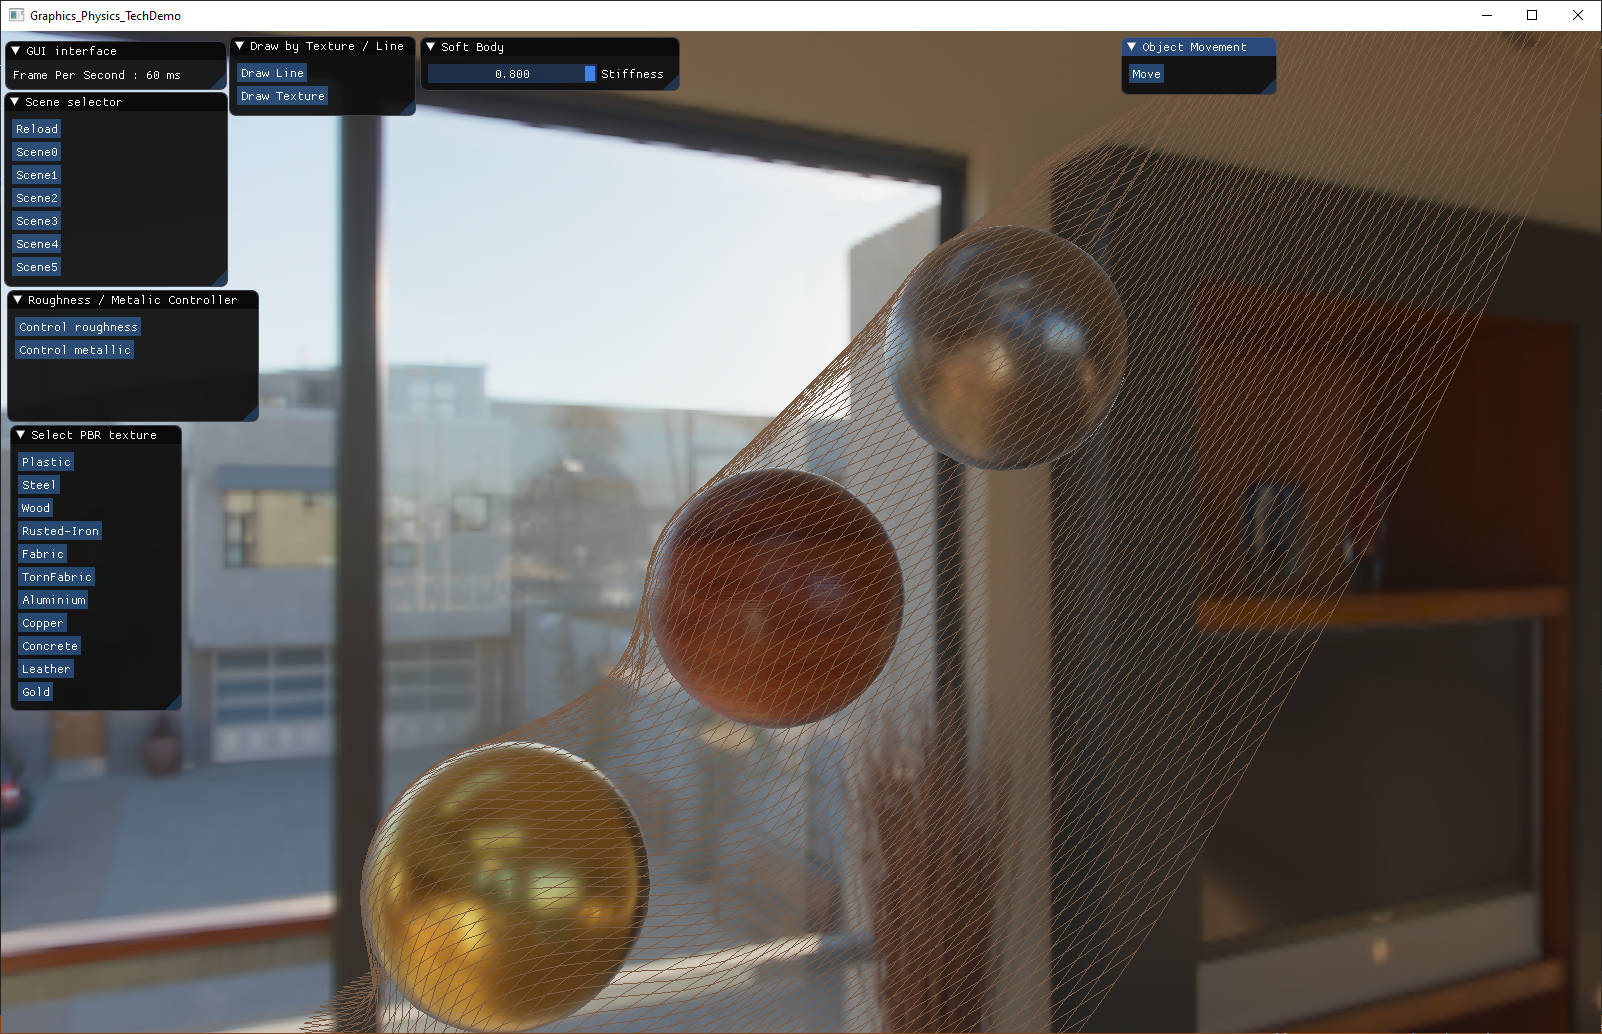 Graphics_Physics_TechDemo
GUI interface
Frame Per Second : 60 ms
Scene selector
Reload
Scene0
Scene1
Scene2
Scene3
Scene4
Scene5
Roughness / Metalic Controller
Control roughness
Control metallic
Select PBR texture
Plastic
Steel
Wood
Rusted-Iron
Fabric
TornFabric
Aluminium
Copper
Concrete
Leather
Gold
Draw by Texture / Line
Draw Line
Draw Texture
Soft Body
0.800 Stiffness
Object Movement
Move